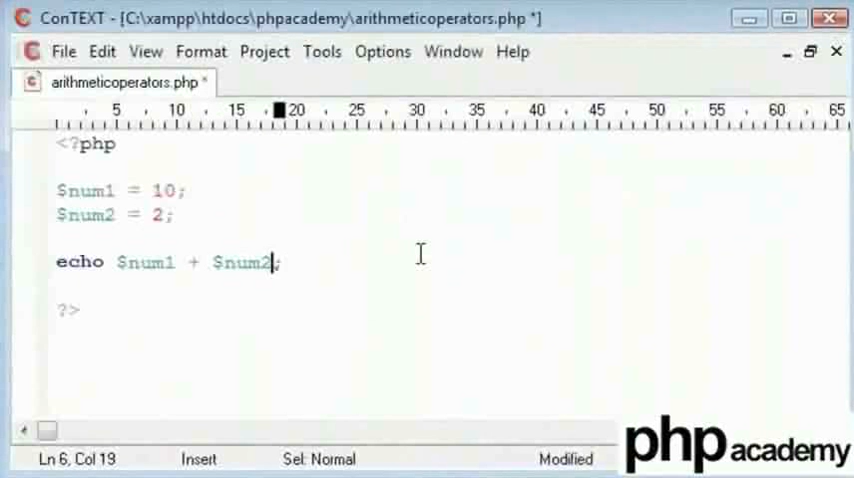 ConTEXT - [C:\xampp\htdocs\phpacademy\arithmeticoperators.php *]
File Edit View Format Project Tools Options Window Help
arithmeticoperators.php *
5 10 15 20 25 30 35 40 45 50 55 60 65
<?php
$num1 = 10;
$num2 = 2;
echo $num1 + $num2;
?>
Ln 6, Col 19 Insert Sel: Normal Modified
php academy